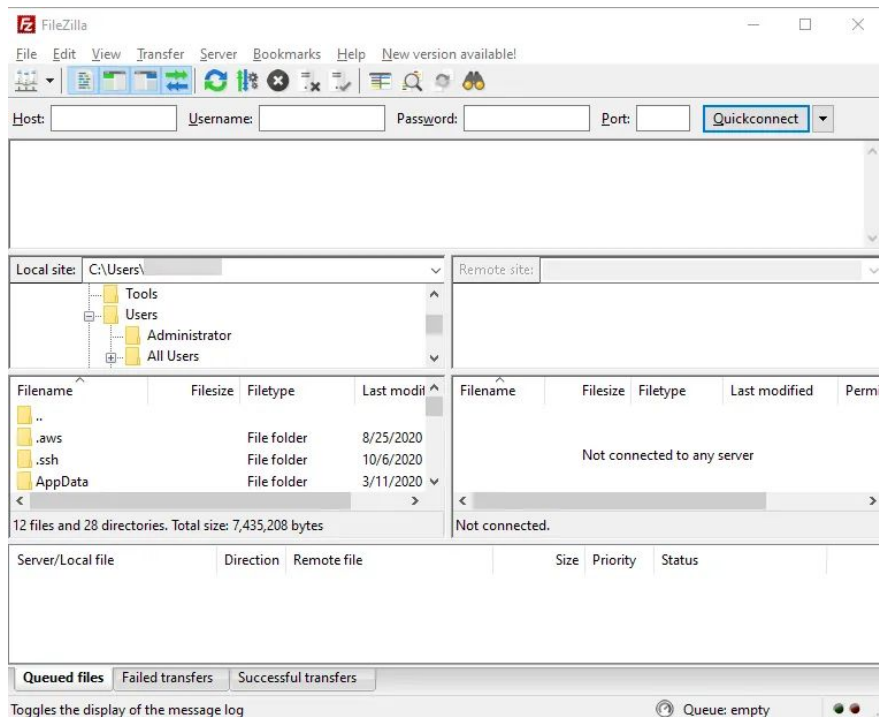 FileZilla
File Edit View Transfer Server Bookmarks Help New version available!
Host: Username: Password: Port: Quickconnect
Local site: C:\Users\ Remote site:
Tools
Users
Administrator
All Users
Filename Filesize Filetype Last modif Filename Filesize Filetype Last modified Permi
..
.aws File folder 8/25/2020
.ssh File folder 10/6/2020
Not connected to any server
AppData File folder 3/11/2020
12 files and 28 directories. Total size: 7,435,208 bytes Not connected.
Server/Local file Direction Remote file Size Priority Status
Queued files Failed transfers Successful transfers
Toggles the display of the message log Queue: empty